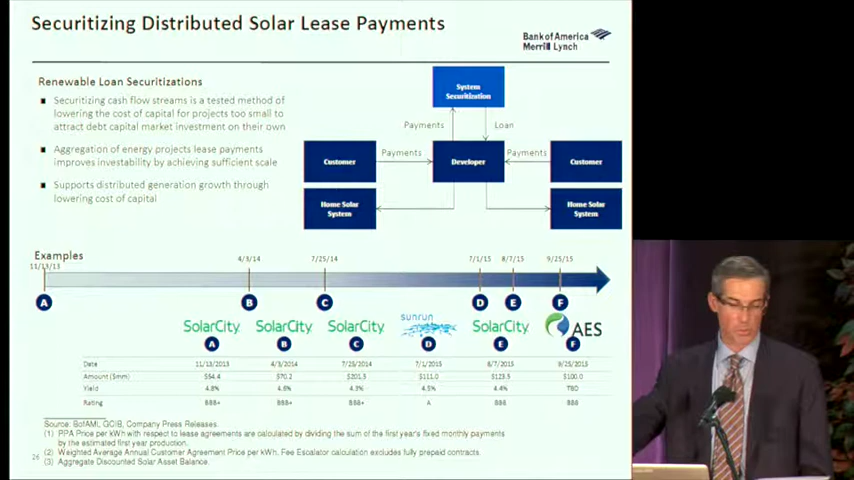 Securitizing Distributed Solar Lease Payments
Bank of America
Merrill Lynch
Renewable Loan Securitizations
Securitizing cash flow streams is a tested method of
lowering the cost of capital for projects too small to
attract debt capital market investment on their own
Aggregation of energy projects lease payments
improves investability by achieving sufficient scale
Supports distributed generation growth through
lowering cost of capital
System
Securitization
Payments
Loan
Customer
Payments
Developer
Payments
Customer
Home Solar
System
Home Solar
System
Examples
11/13/13
4/3/14
7/25/14
7/1/15
8/7/15
9/25/15
A
B
C
D
E
F
SolarCity
SolarCity
SolarCity
sunrun
SolarCity
AES
A
B
C
D
E
F
Date 11/13/2013 4/3/2014 7/25/2014 7/1/2015 8/7/2015 9/25/2015
Amount ($mm) $54.4 $70.2 $201.5 $111.0 $123.5 $100.0
Yield 4.8% 4.6% 4.3% 4.5% 4.4% TBD
Rating BBB+ BBB+ BBB+ A BBB BBB
Source: BofAML GCIB, Company Press Releases.
(1) PPA Price per kWh with respect to lease agreements are calculated by dividing the sum of the first year's fixed monthly payments
by the estimated first year production.
(2) Weighted Average Annual Customer Agreement Price per kWh. Fee Escalator calculation excludes fully prepaid contracts.
(3) Aggregate Discounted Solar Asset Balance.
26